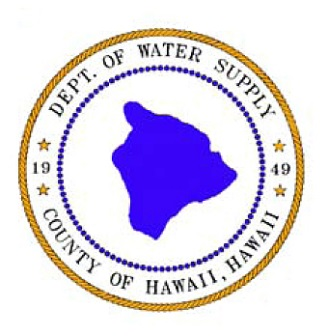 DEPT. OF WATER SUPPLY
19 49
COUNTY OF HAWAII, HAWAII